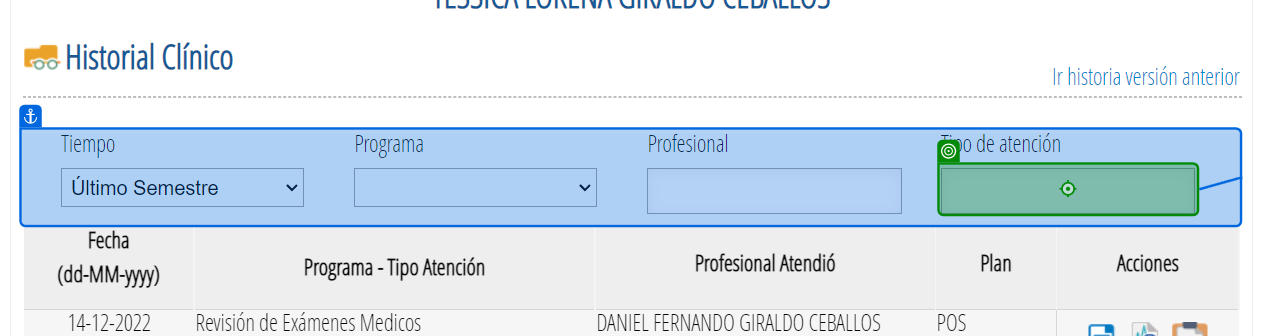 YESSICA LORENA GIRALDO CEBALLOS
Historial Clínico
Ir historia versión anterior
Tiempo
Programa
Profesional
Tipo de atención
Último Semestre
Fecha
(dd-MM-yyyy)
Programa - Tipo Atención
Profesional Atendió
Plan
Acciones
14-12-2022
Revisión de Exámenes Medicos
DANIEL FERNANDO GIRALDO CEBALLOS
POS